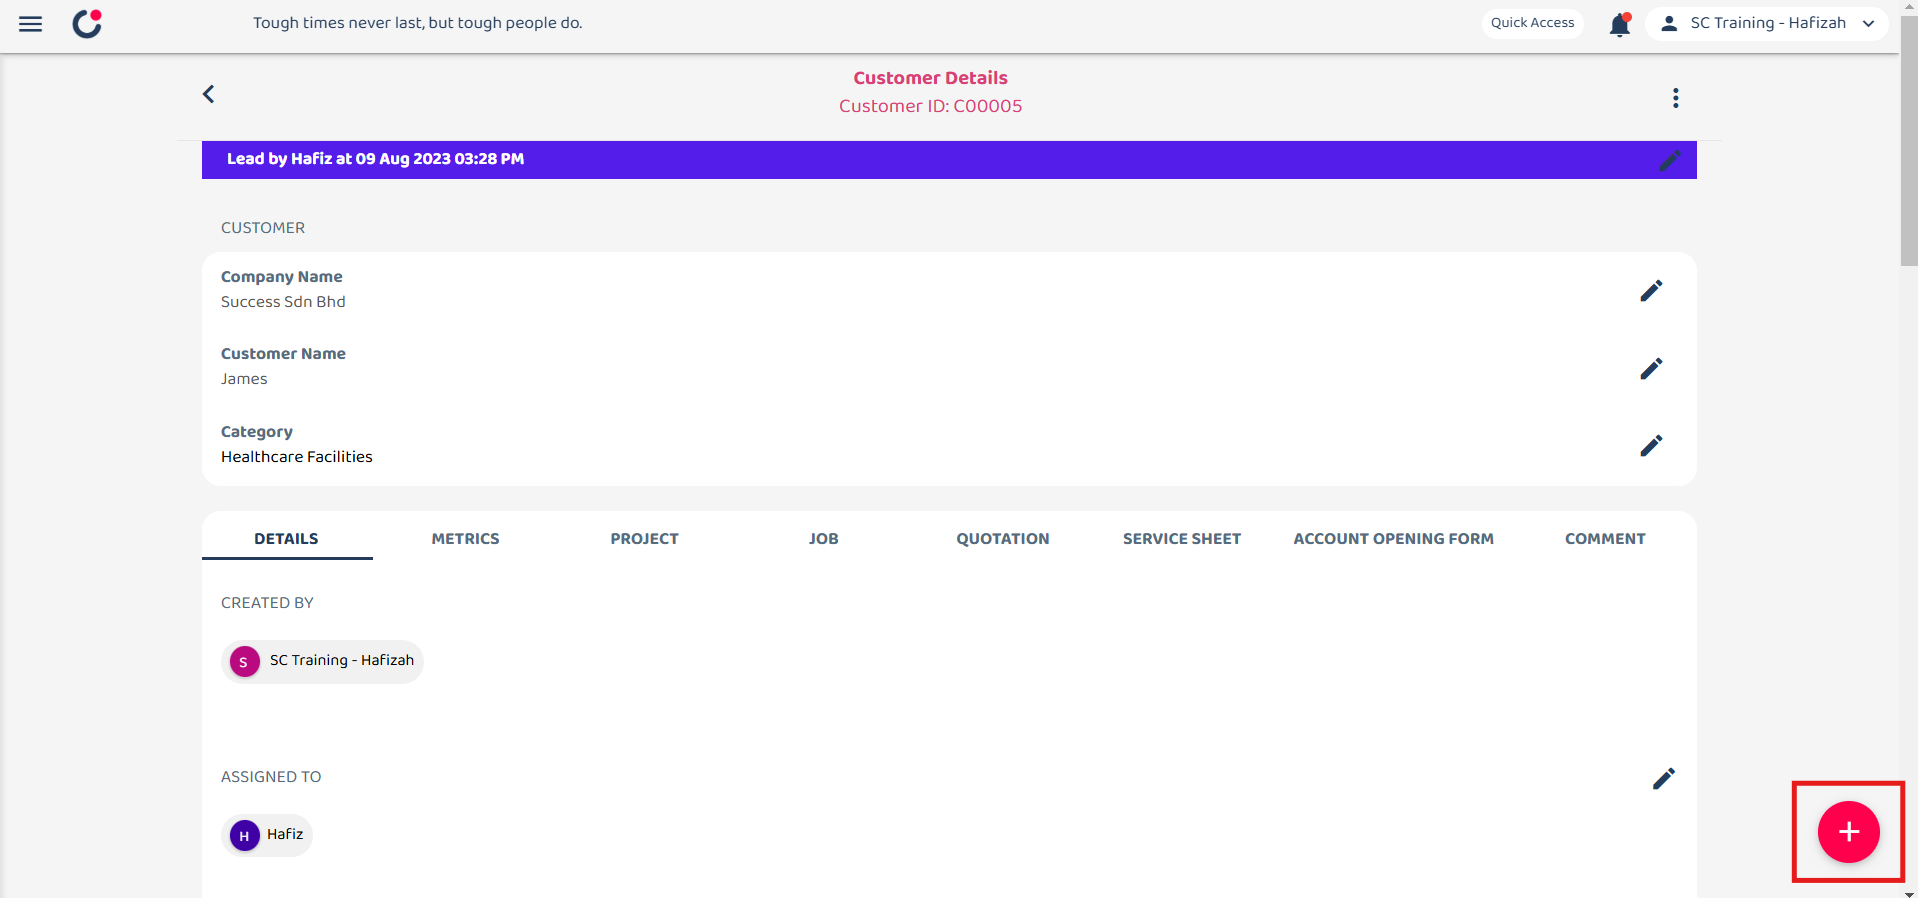 Tough times never last, but tough people do.
Quick Access
SC Training - Hafizah
Customer Details
Customer ID: C00005
Lead by Hafiz at 09 Aug 2023 03:28 PM
CUSTOMER
Company Name
Success Sdn Bhd
Customer Name
James
Category
Healthcare Facilities
DETAILS METRICS PROJECT JOB QUOTATION SERVICE SHEET ACCOUNT OPENING FORM COMMENT
CREATED BY
S SC Training - Hafizah
ASSIGNED TO
H Hafiz